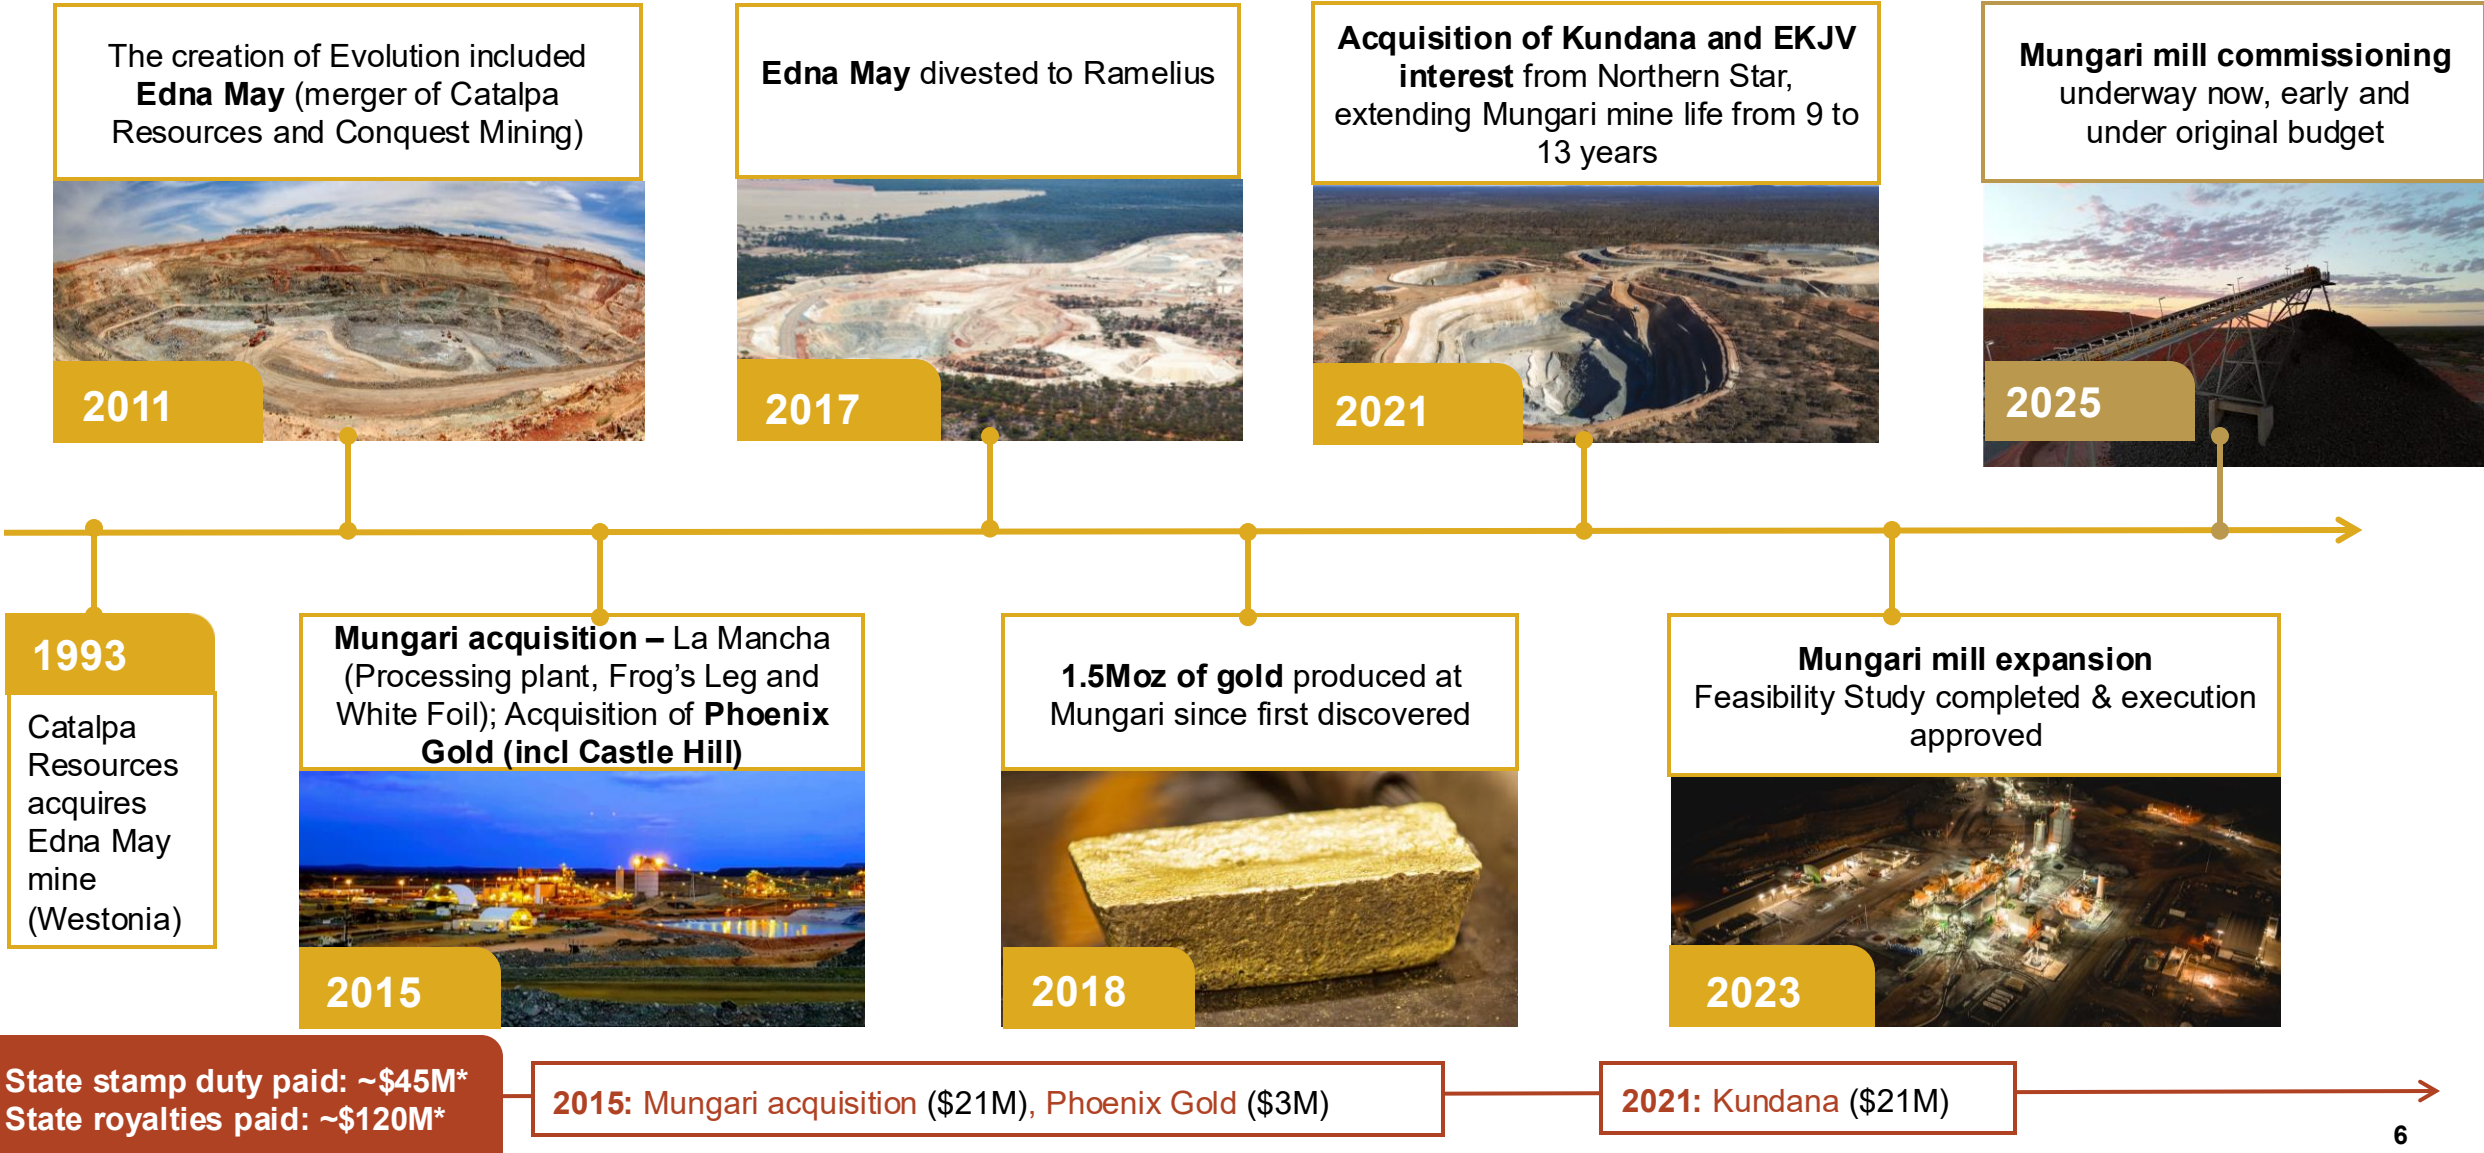 The creation of Evolution included
Edna May (merger of Catalpa
Resources and Conquest Mining)
2011
Edna May divested to Ramelius
2017
Acquisition of Kundana and EKJV
interest from Northern Star,
extending Mungari mine life from 9 to
13 years
2021
Mungari mill commissioning
underway now, early and
under original budget
2025
1993
Catalpa
Resources
acquires
Edna May
mine
(Westonia)
Mungari acquisition – La Mancha
(Processing plant, Frog’s Leg and
White Foil); Acquisition of Phoenix
Gold (incl Castle Hill)
2015
1.5Moz of gold produced at
Mungari since first discovered
2018
Mungari mill expansion
Feasibility Study completed & execution
approved
2023
State stamp duty paid: ~$45M*
State royalties paid: ~$120M*
2015: Mungari acquisition ($21M), Phoenix Gold ($3M)
2021: Kundana ($21M)
6